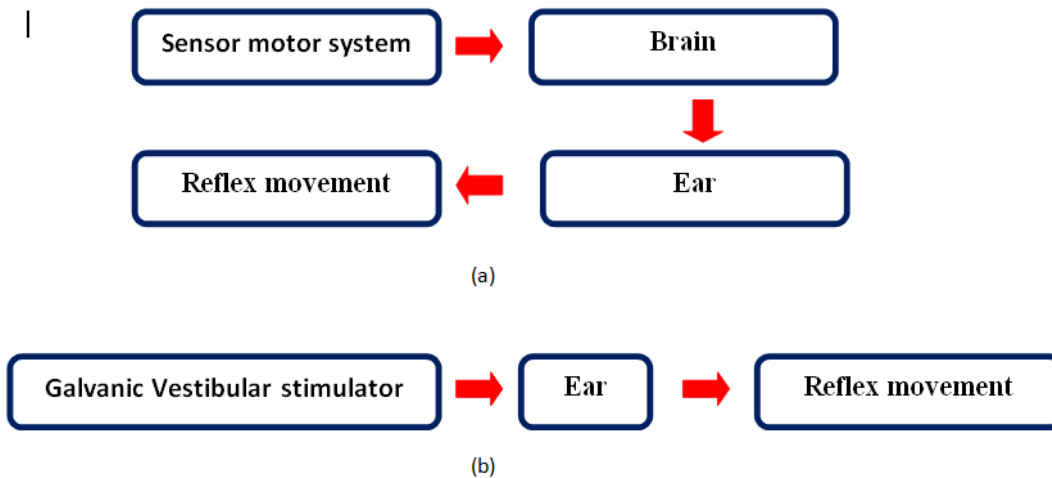 Sensor motor system
Brain
Reflex movement
Ear
(a)
Galvanic Vestibular stimulator
Ear
Reflex movement
(b)